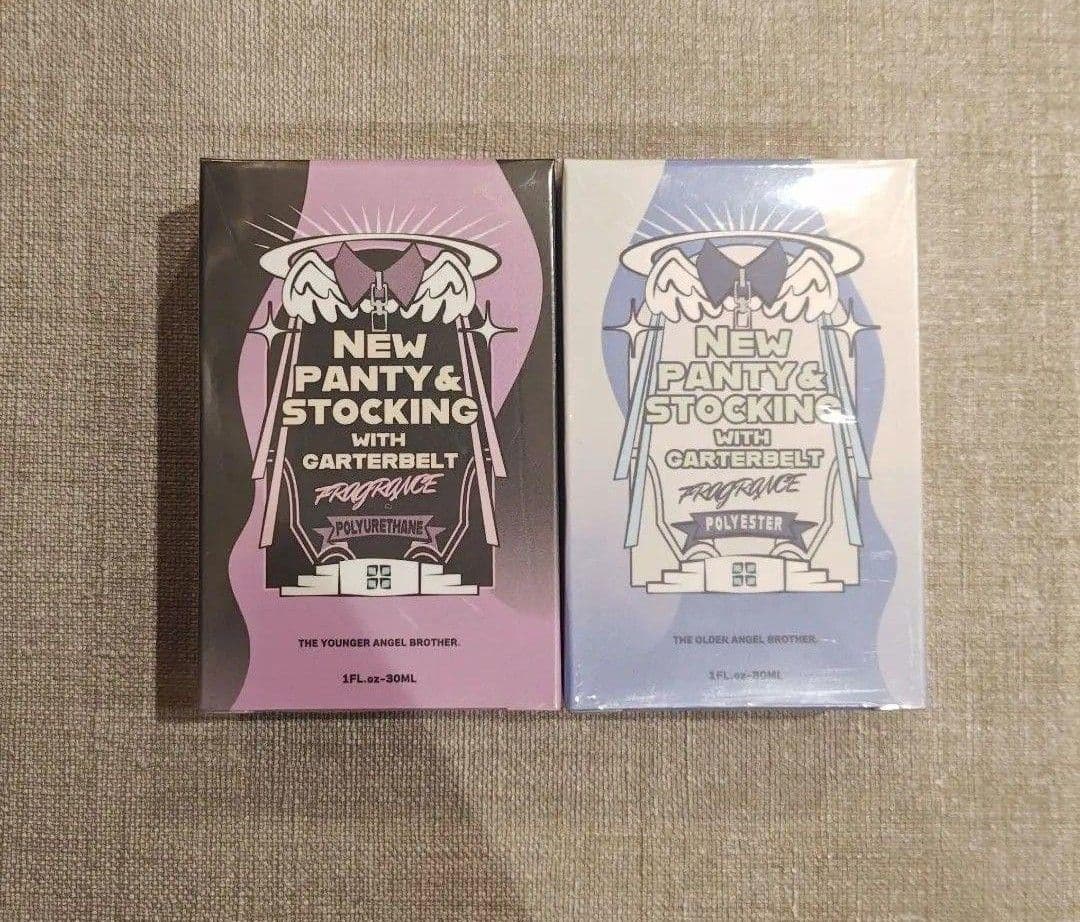 NEW
PANTY &
STOCKING
WITH
GARTERBELT
FRAGRANCE
POLYURETHANE
THE YOUNGER ANGEL BROTHER.
1FL.oz-30ML
NEW
PANTY &
STOCKING
WITH
GARTERBELT
FRAGRANCE
POLYESTER
THE OLDER ANGEL BROTHER.
1FL.oz-30ML